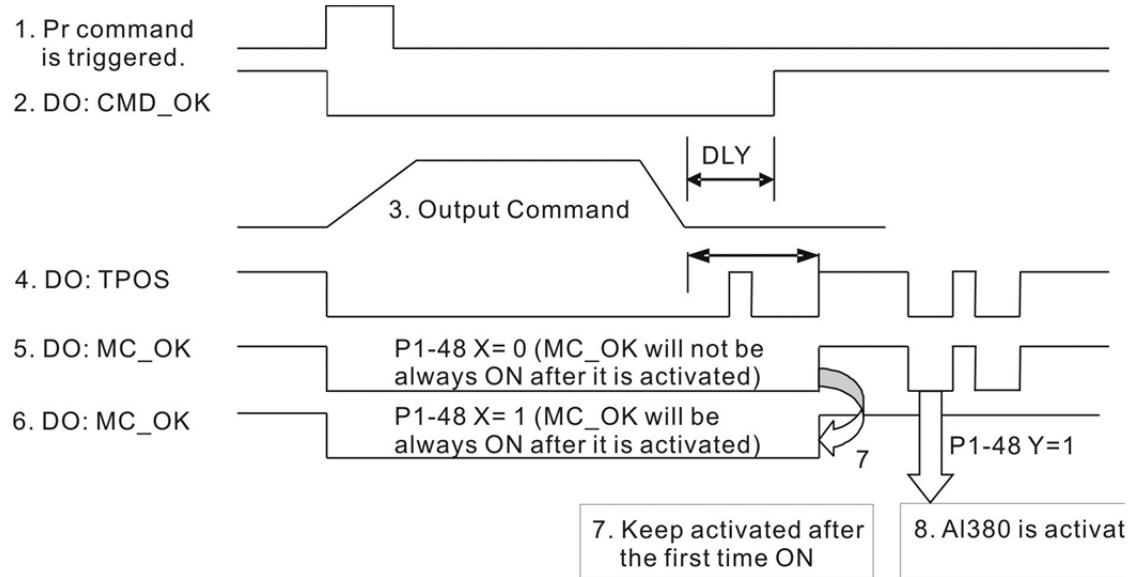 1. Pr command
is triggered.
2. DO: CMD_OK
DLY
3. Output Command
4. DO: TPOS
5. DO: MC_OK
P1-48 X= 0 (MC_OK will not be
always ON after it is activated)
6. DO: MC_OK
P1-48 X= 1 (MC_OK will be
always ON after it is activated)
7
P1-48 Y=1
7. Keep activated after
the first time ON
8. Al380 is activat